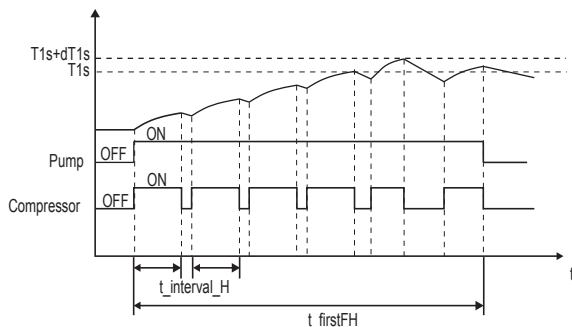 T1s+dT1s
T1s
ON
Pump OFF
ON
Compressor OFF
t
t_interval_H
t_firstFH